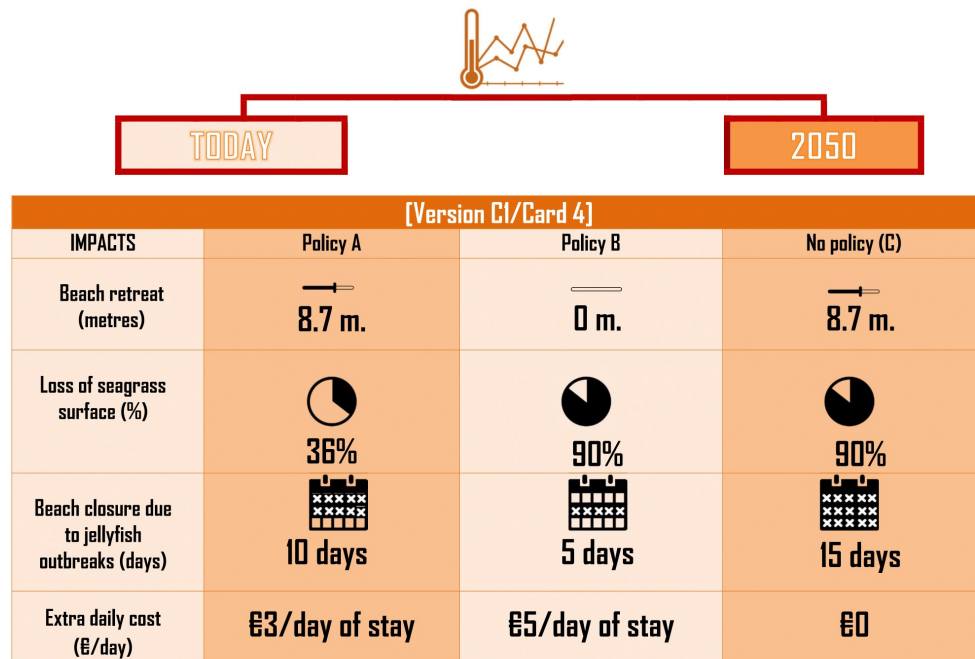 TODAY
2050
[Version C1/Card 4]
IMPACTS Policy A Policy B No policy (C)
Beach retreat
(metres)
8.7 m. 0 m. 8.7 m.
Loss of seagrass
surface (%)
36% 90% 90%
Beach closure due
to jellyfish
outbreaks (days)
10 days 5 days 15 days
Extra daily cost
(€/day)
€3/day of stay €5/day of stay €0